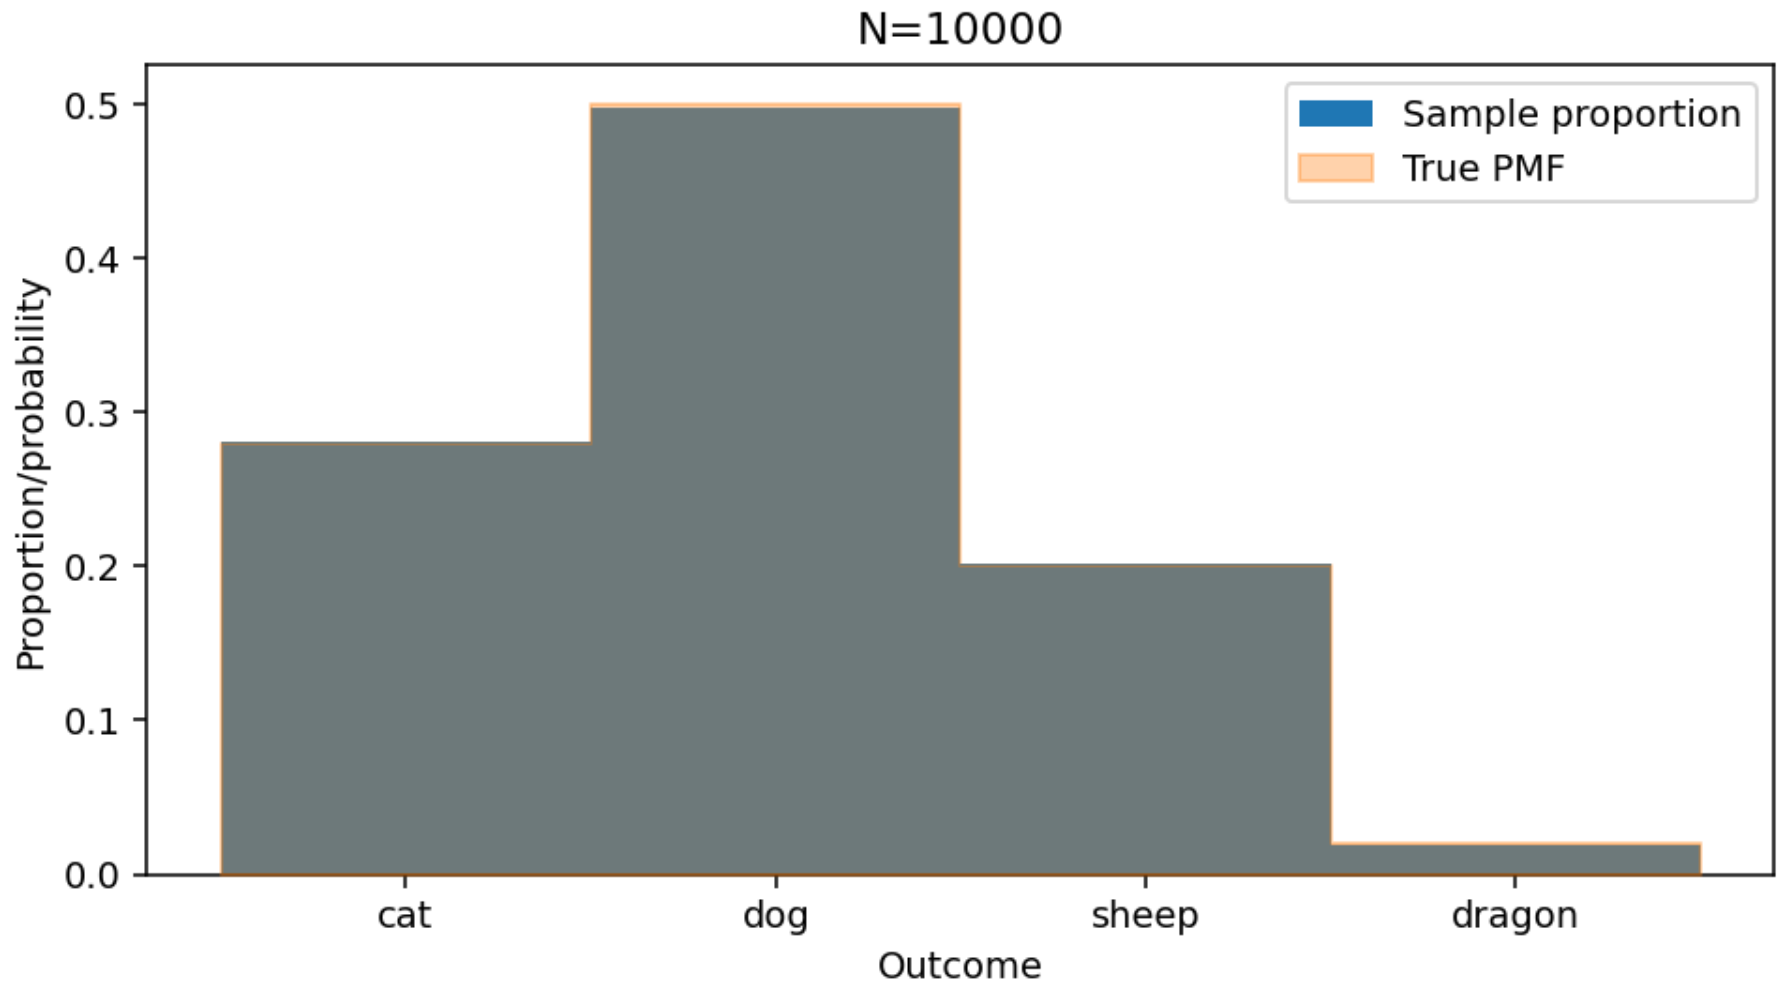 N=10000
Sample proportion
True PMF
Proportion/probability
0.5
0.4
0.3
0.2
0.1
0.0
cat dog sheep dragon
Outcome